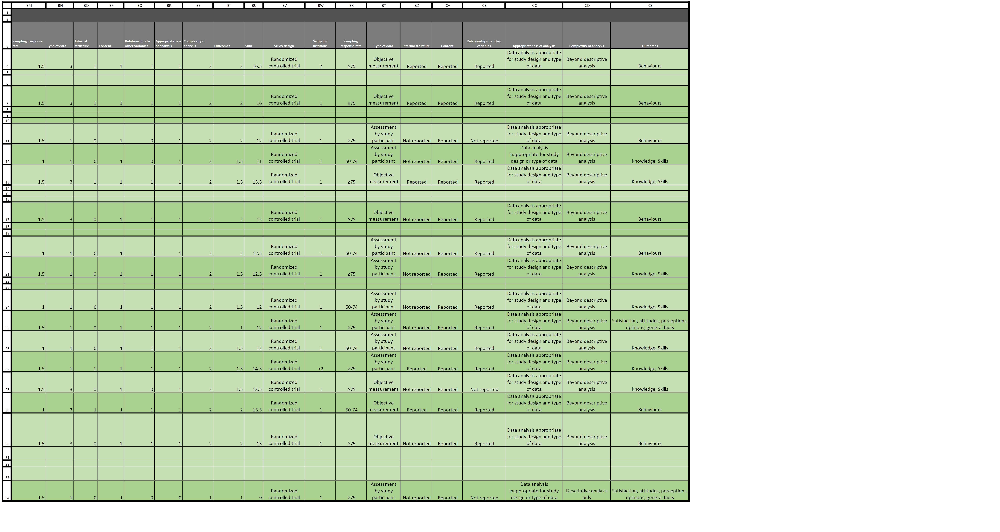 BM BN BO BP BQ BR BS BT BU BV BW BX BY BZ CA CB CC CD CE
1
2
3 Sampling: response rate Type of data Internal structure Content Relationships to other variables Appropriateness of analysis Complexity of analysis Outcomes Sum Study design Sampling Institions Sampling: response rate Type of data Internal structure Content Relationships to other variables Appropriateness of analysis Complexity of analysis Outcomes
4 1.5 3 1 1 1 1 2 2 16.5 Randomized controlled trial 2 ≥75 Objective measurement Reported Reported Reported Data analysis appropriate for study design and type of data Beyond descriptive analysis Behaviours
5
6
7 1.5 3 1 1 1 1 2 2 16 Randomized controlled trial 1 ≥75 Objective measurement Reported Reported Reported Data analysis appropriate for study design and type of data Beyond descriptive analysis Behaviours
8
9
10
11 1.5 1 0 1 0 1 2 2 12 Randomized controlled trial 1 ≥75 Assessment by study participant Not reported Reported Not reported Data analysis appropriate for study design and type of data Beyond descriptive analysis Behaviours
12 1 1 0 1 0 1 2 1.5 11 Randomized controlled trial 1 50-74 Assessment by study participant Not reported Reported Reported Data analysis inappropriate for study design or type of data Beyond descriptive analysis Knowledge, Skills
13 1.5 3 1 1 1 1 2 1.5 15.5 Randomized controlled trial 1 ≥75 Objective measurement Reported Reported Reported Data analysis appropriate for study design and type of data Beyond descriptive analysis Knowledge, Skills
14
15
16
17 1.5 3 0 1 1 1 2 2 15 Randomized controlled trial 1 ≥75 Objective measurement Not reported Reported Reported Data analysis appropriate for study design and type of data Beyond descriptive analysis Behaviours
18
19
20 1 1 0 1 1 1 2 2 12.5 Randomized controlled trial 1 50-74 Assessment by study participant Not reported Reported Reported Data analysis appropriate for study design and type of data Beyond descriptive analysis Behaviours
21 1.5 1 0 1 1 1 2 1.5 12.5 Randomized controlled trial 1 ≥75 Assessment by study participant Not reported Reported Reported Data analysis appropriate for study design and type of data Beyond descriptive analysis Knowledge, Skills
22
23
24 1 1 0 1 1 1 2 1.5 12 Randomized controlled trial 1 50-74 Assessment by study participant Not reported Reported Reported Data analysis appropriate for study design and type of data Beyond descriptive analysis Knowledge, Skills
25 1.5 1 0 1 1 1 2 1 12 Randomized controlled trial 1 ≥75 Assessment by study participant Not reported Reported Reported Data analysis appropriate for study design and type of data Beyond descriptive analysis Satisfaction, attitudes, perceptions, opinions, general facts
26 1 1 0 1 1 1 2 1.5 12 Randomized controlled trial 1 50-74 Assessment by study participant Not reported Reported Reported Data analysis appropriate for study design and type of data Beyond descriptive analysis Knowledge, Skills
27 1.5 1 1 1 1 1 2 1.5 14.5 Randomized controlled trial >2 ≥75 Assessment by study participant Reported Reported Reported Data analysis appropriate for study design and type of data Beyond descriptive analysis Knowledge, Skills
28 1.5 3 0 1 0 1 2 1.5 13.5 Randomized controlled trial 1 ≥75 Objective measurement Not reported Reported Not reported Data analysis appropriate for study design and type of data Beyond descriptive analysis Knowledge, Skills
29 1 3 1 1 1 1 2 2 15.5 Randomized controlled trial 1 50-74 Objective measurement Reported Reported Reported Data analysis appropriate for study design and type of data Beyond descriptive analysis Behaviours
30 1.5 3 0 1 1 1 2 2 15 Randomized controlled trial 1 ≥75 Objective measurement Not reported Reported Reported Data analysis appropriate for study design and type of data Beyond descriptive analysis Behaviours
31
32
33
34 1.5 1 0 1 0 0 1 1 9 Randomized controlled trial 1 ≥75 Assessment by study participant Not reported Reported Not reported Data analysis inappropriate for study design or type of data Descriptive analysis only Satisfaction, attitudes, perceptions, opinions, general facts